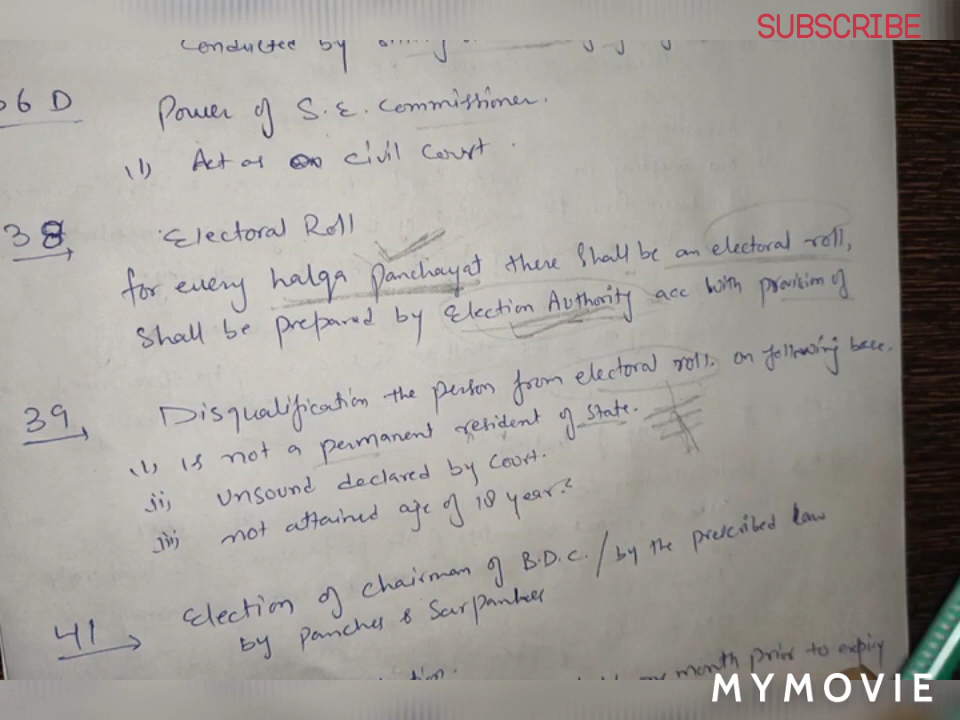 SUBSCRIBE
conducted by
6 D Power of S.E. Commissioner.
(i) Act as on civil court.
38 → Electoral Roll
for every halqa panchayat there shall be an electoral roll,
shall be prepared by Election Authority acc with provision of
39 → Disqualification the person from electoral roll. on following base.
(i) is not a permanent resident of state.
ii) unsound declared by court.
iii) not attained age of 18 years
41 → Election of chairman of B.D.C. / by the prescribed law
by panches & Sarpanches
month prior to expiry
MYMOVIE